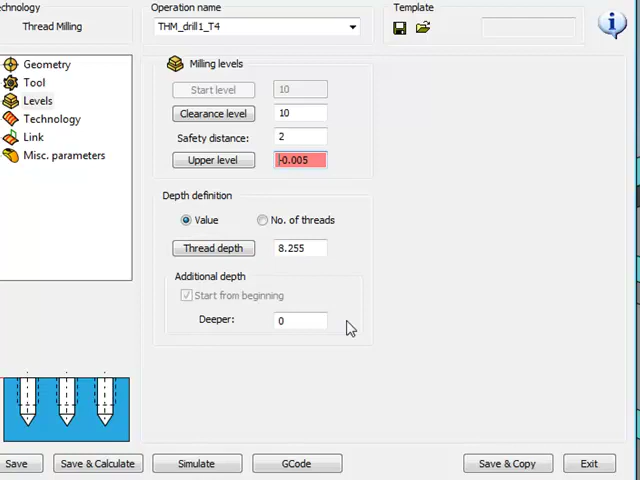 Technology
Operation name
Template
Thread Milling
THM_drill1_T4
Geometry
Tool
Levels
Technology
Link
Misc. parameters
Milling levels
Start level 10
Clearance level 10
Safety distance: 2
Upper level -0.005
Depth definition
Value No. of threads
Thread depth 8.255
Additional depth
Start from beginning
Deeper: 0
Save Save & Calculate Simulate GCode Save & Copy Exit